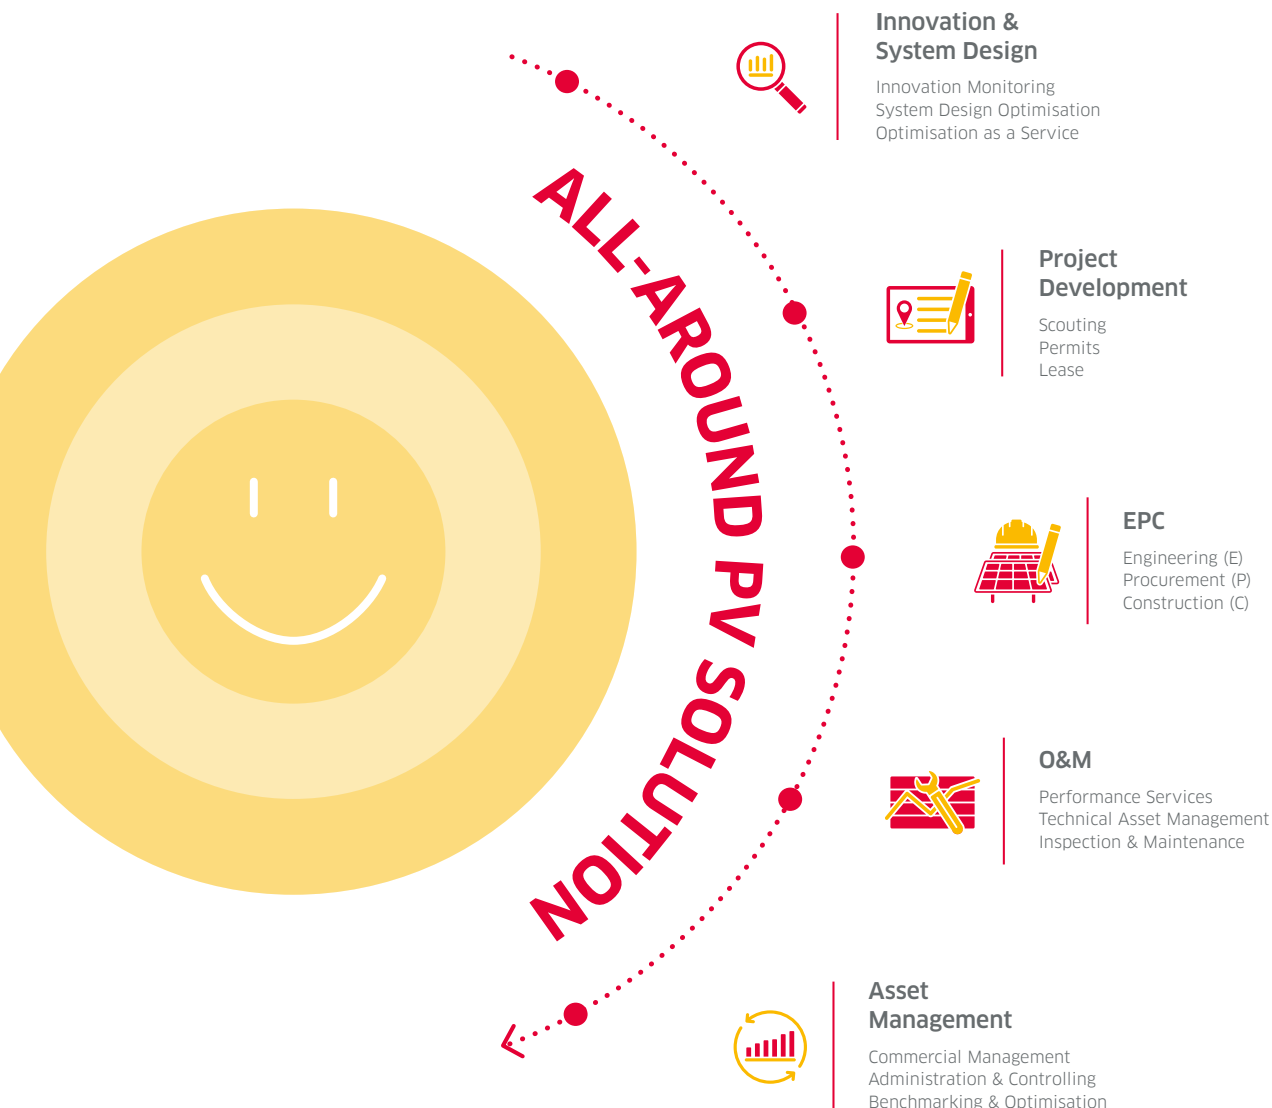 Innovation &
System Design
Innovation Monitoring
System Design Optimisation
Optimisation as a Service
ALL-AROUND PV SOLUTION
Project
Development
Scouting
Permits
Lease
EPC
Engineering (E)
Procurement (P)
Construction (C)
O&M
Performance Services
Technical Asset Management
Inspection & Maintenance
Asset
Management
Commercial Management
Administration & Controlling
Benchmarking & Optimisation